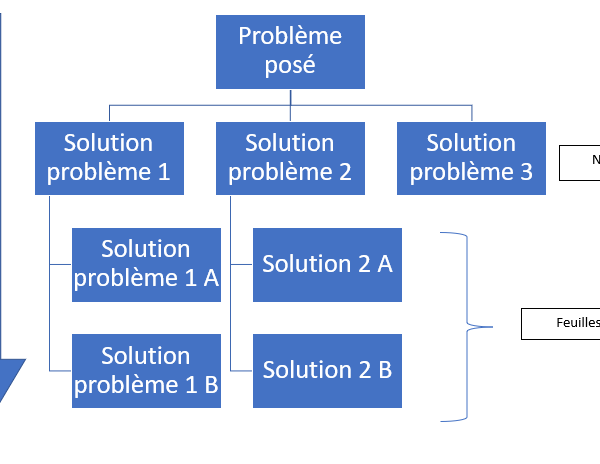 Problème
posé
Solution
problème 1
Solution
problème 2
Solution
problème 3
N
Solution
problème 1 A
Solution 2 A
Feuilles
Solution
problème 1 B
Solution 2 B